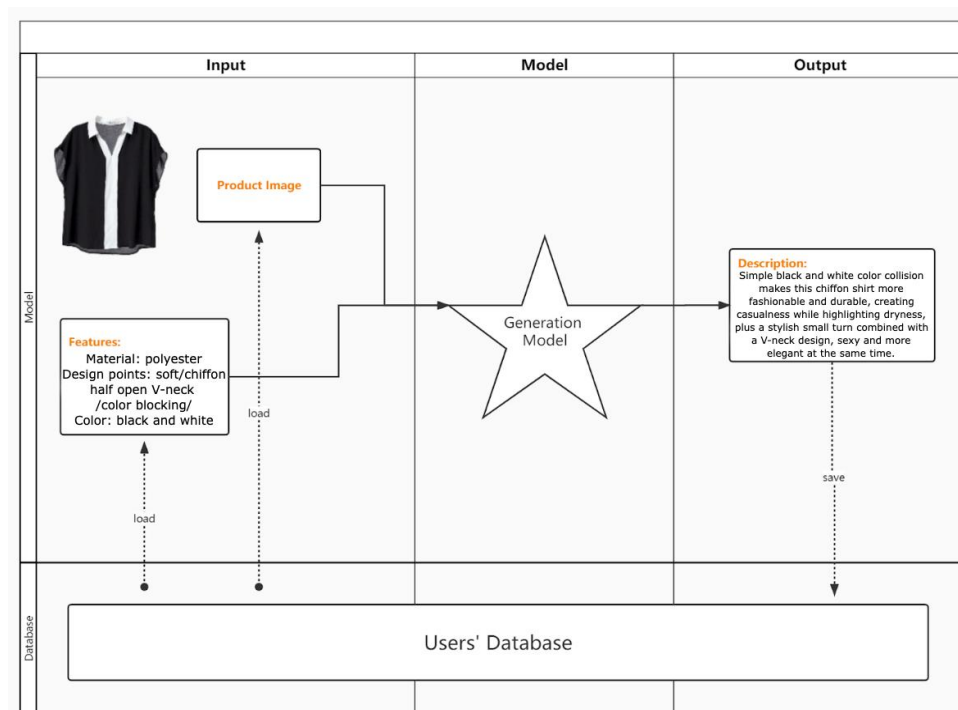 Input
Model
Output
Product Image
Model
Features:
Material: polyester
Design points: soft/chiffon
half open V-neck
/color blocking/
Color: black and white
Generation
Model
Description:
Simple black and white color collision
makes this chiffon shirt more
fashionable and durable, creating
casualness while highlighting dryness,
plus a stylish small turn combined with
a V-neck design, sexy and more
elegant at the same time.
load
load
save
Database
Users' Database